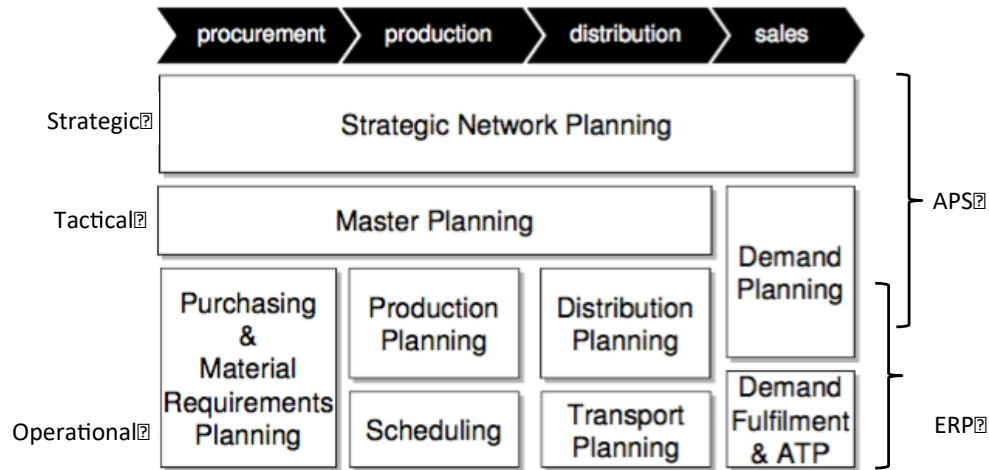 procurement
production
distribution
sales
Strategic
Strategic Network Planning
APS
Tactical
Master Planning
Demand
Planning
Purchasing
&
Material
Requirements
Planning
Production
Planning
Distribution
Planning
Operational
Scheduling
Transport
Planning
Demand
Fulfilment
& ATP
ERP